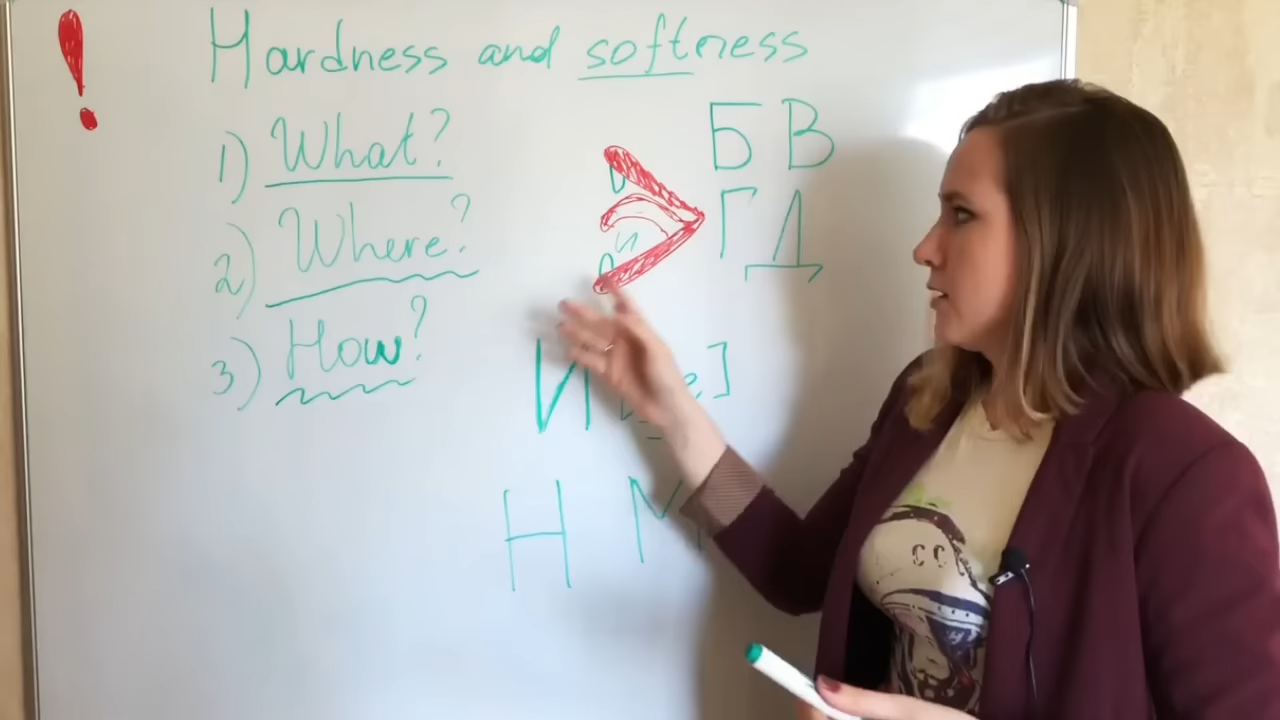 Hardness and softness
1) What?
2) Where?
3) How?
Б В
Г Д
И
Н М